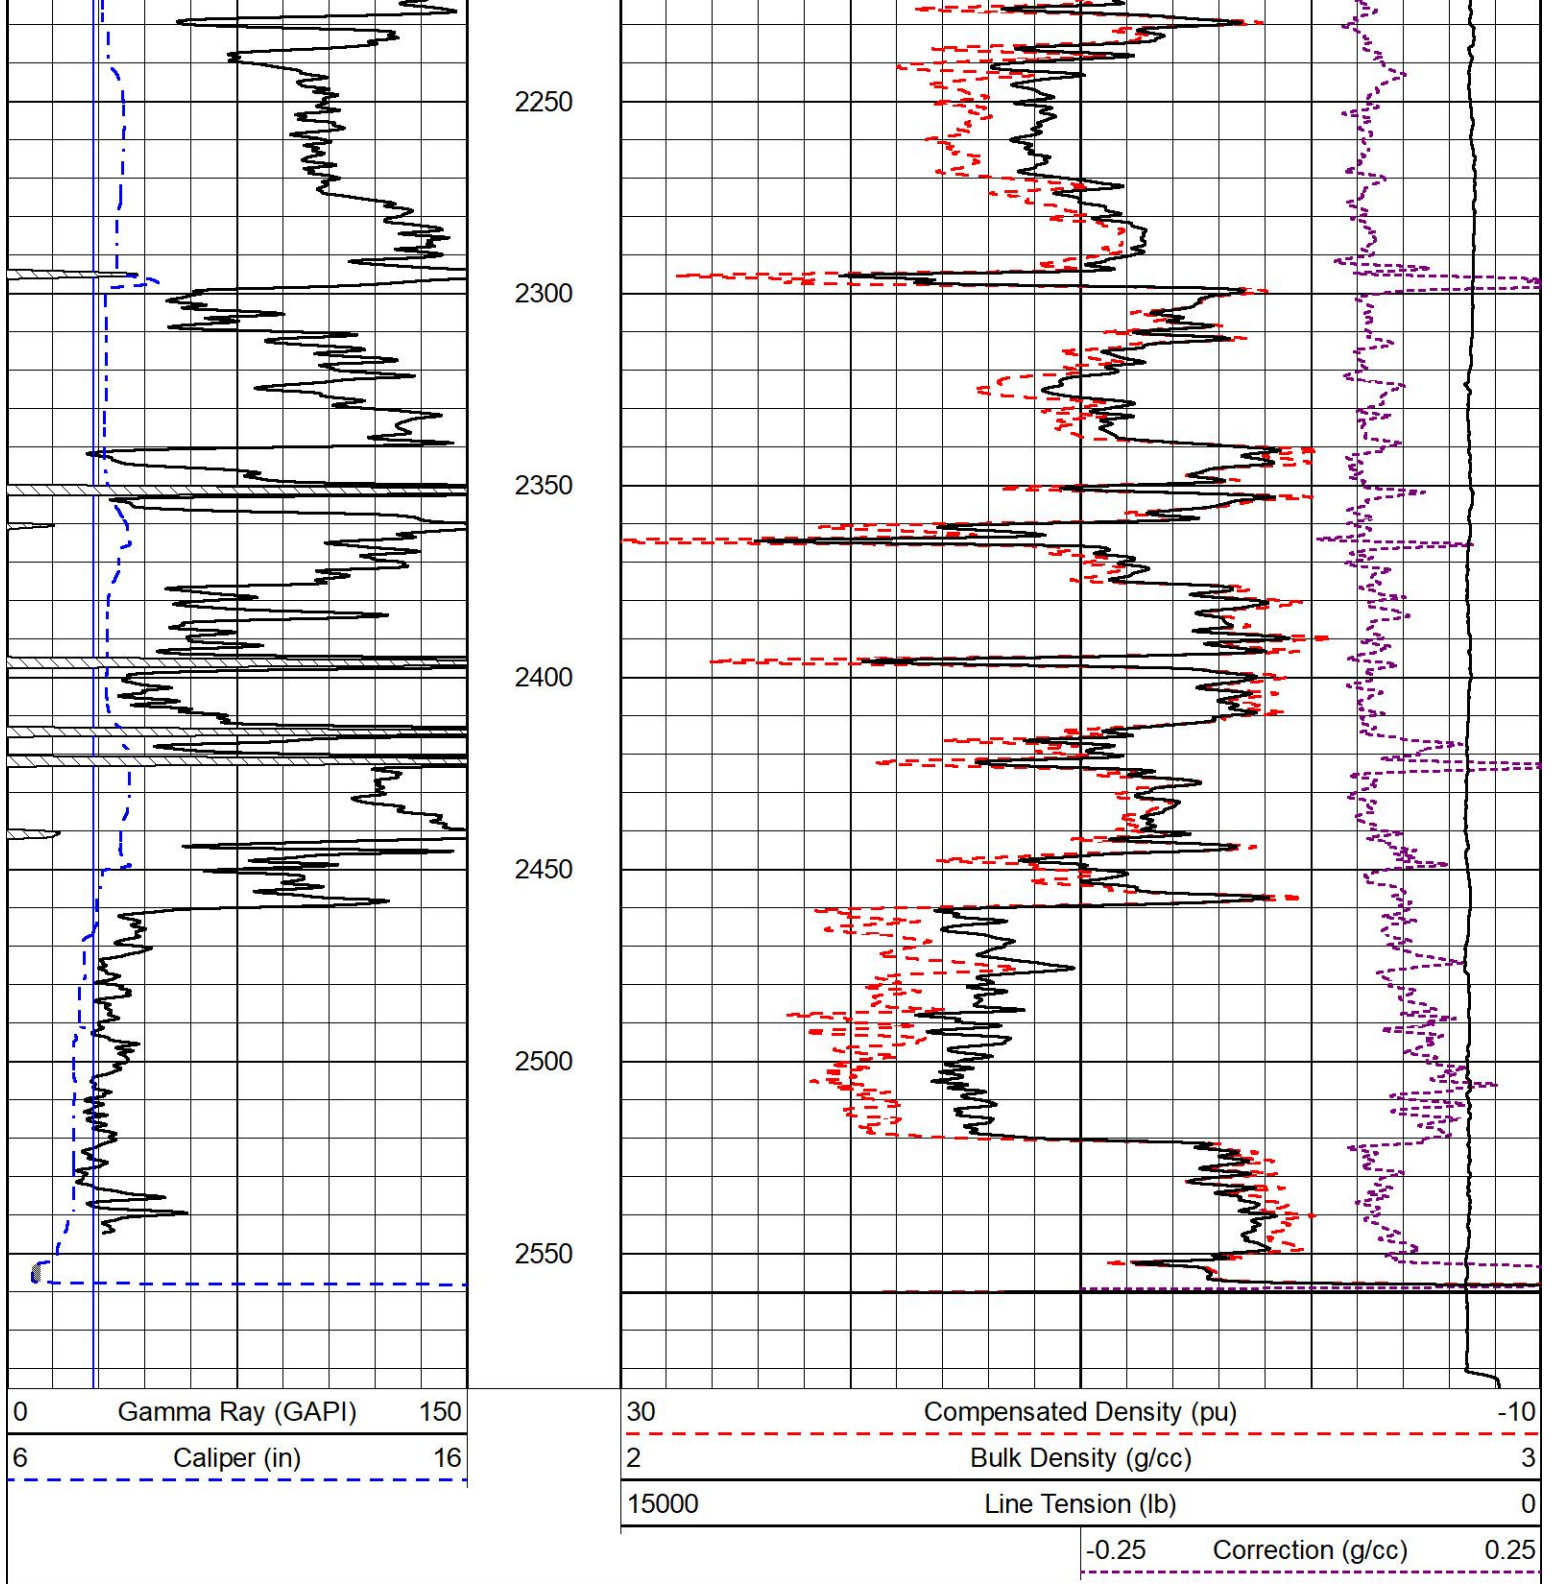 2250
2300
2350
2400
2450
2500
2550
0 Gamma Ray (GAPI) 150
6 Caliper (in) 16
30 Compensated Density (pu) -10
2 Bulk Density (g/cc) 3
15000 Line Tension (lb) 0
-0.25 Correction (g/cc) 0.25